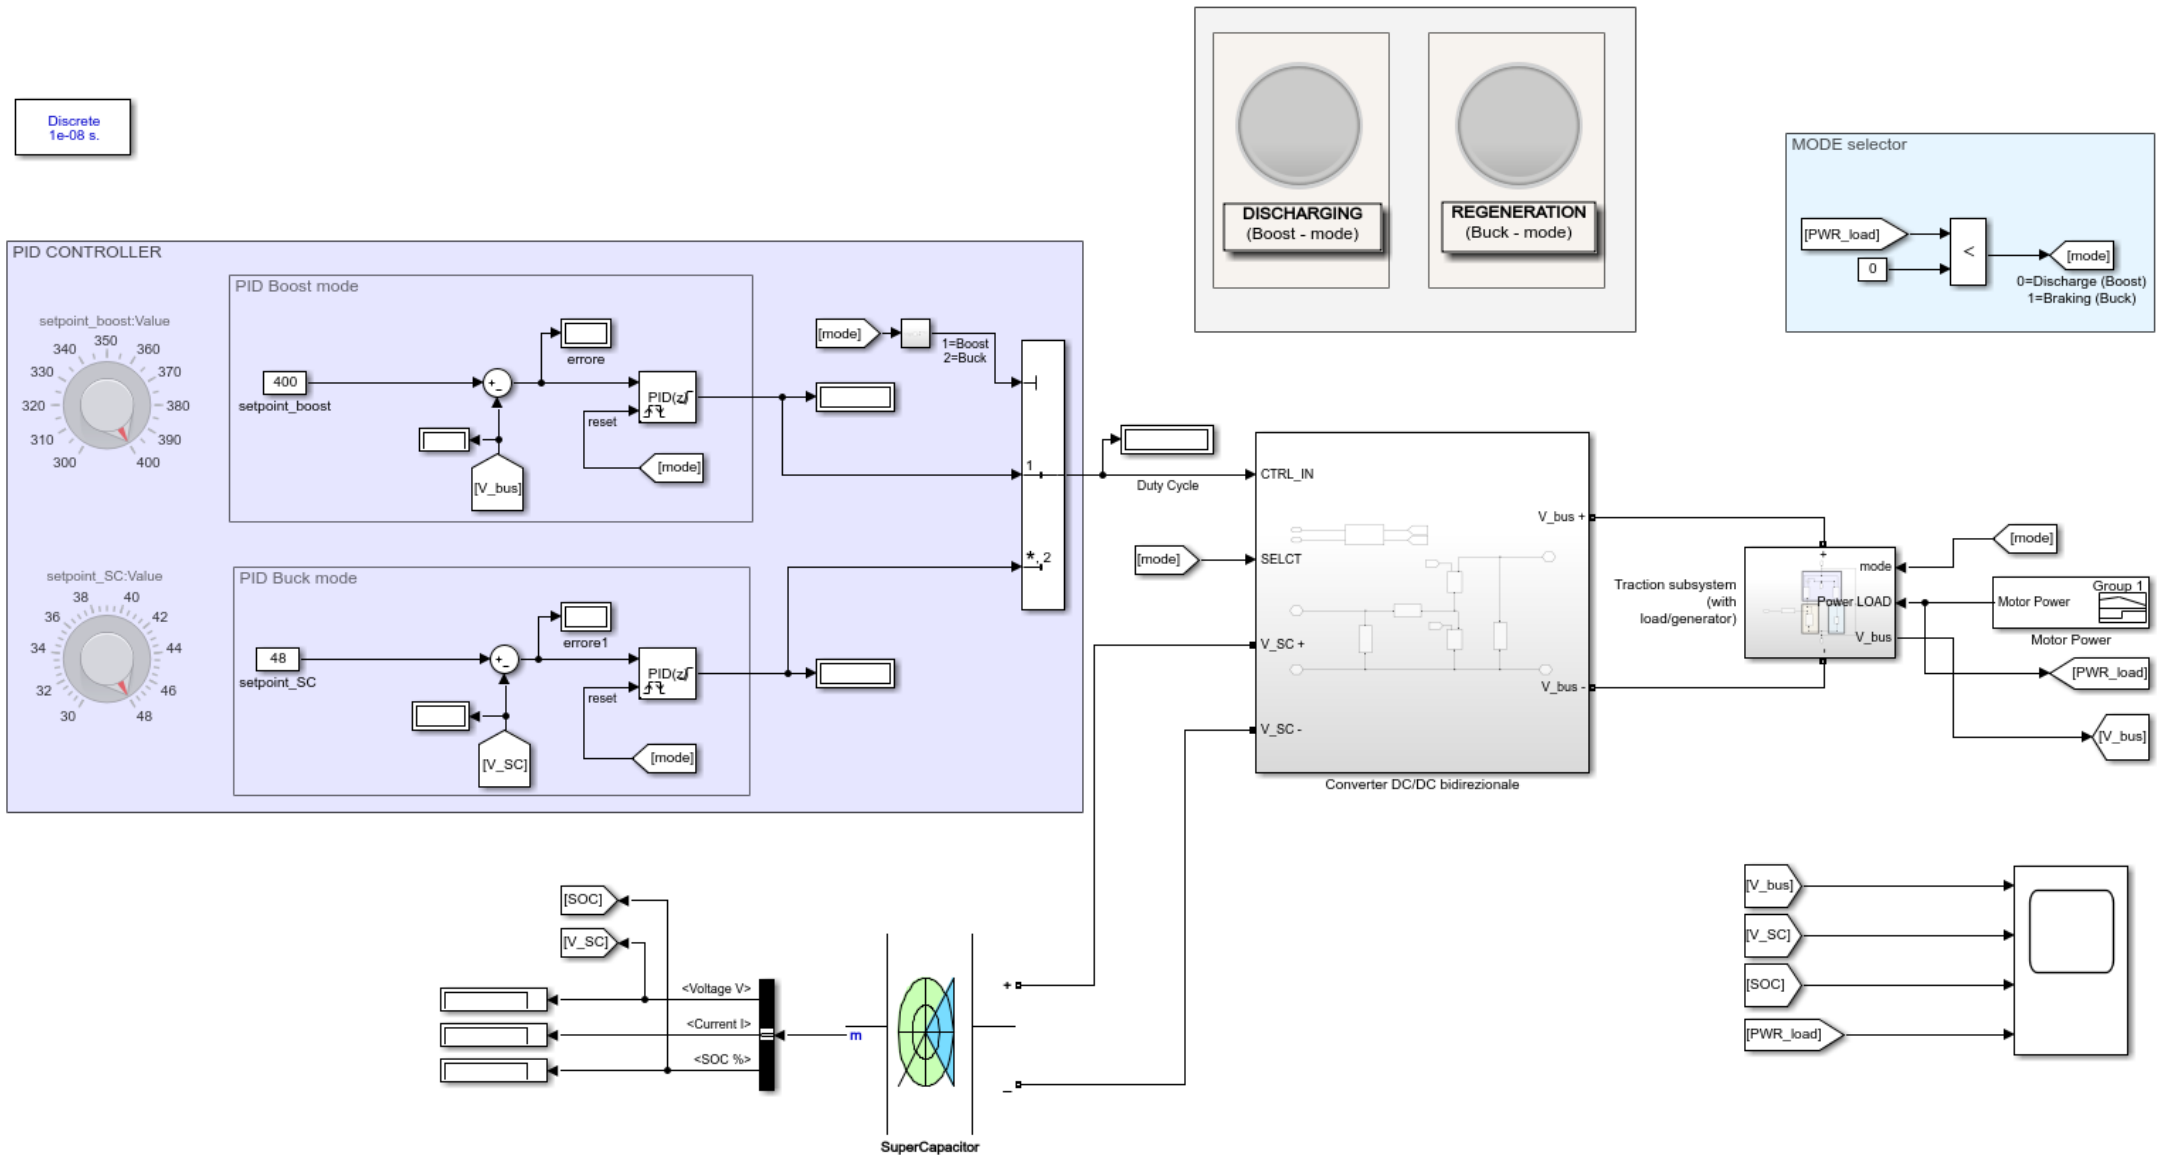 Discrete
1e-08 s.
DISCHARGING
(Boost - mode)
REGENERATION
(Buck - mode)
MODE selector
[PWR_load]
0
<
[mode]
0=Discharge (Boost)
1=Braking (Buck)
PID CONTROLLER
setpoint_boost:Value
300
310
320
330
340
350
360
370
380
390
400
PID Boost mode
400
setpoint_boost
+
-
errore
[V_bus]
PID(z)
reset
[mode]
[mode]
1=Boost
2=Buck
1
*, 2
setpoint_SC:Value
30
32
34
36
38
40
42
44
46
48
PID Buck mode
48
setpoint_SC
+
-
errore1
[V_SC]
PID(z)
reset
[mode]
Duty Cycle
[mode]
CTRL_IN
SELCT
V_SC +
V_SC -
V_bus +
V_bus -
Converter DC/DC bidirezionale
Traction subsystem
(with
load/generator)
+
-
mode
Power LOAD
V_bus
[mode]
Group 1
Motor Power
Motor Power
[PWR_load]
[V_bus]
[SOC]
[V_SC]
<Voltage V>
<Current I>
<SOC %>
m
+
_
SuperCapacitor
[V_bus]
[V_SC]
[SOC]
[PWR_load]